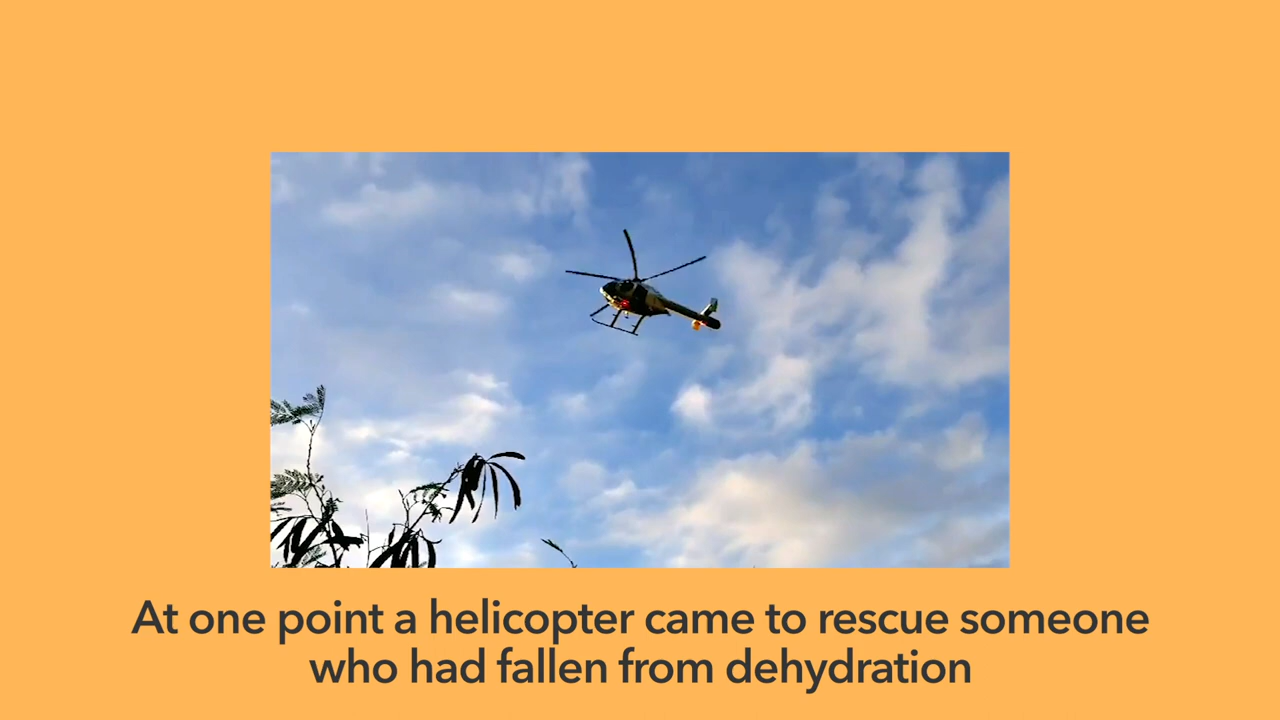 At one point a helicopter came to rescue someone
who had fallen from dehydration